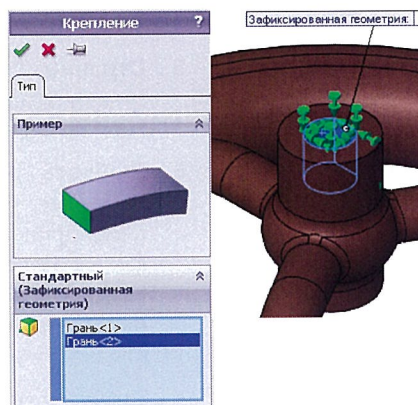 Крепление ?
Тип
Пример
Стандартный
(Зафиксированная
геометрия)
Грань<1>
Грань<2>
Зафиксированная геометрия: